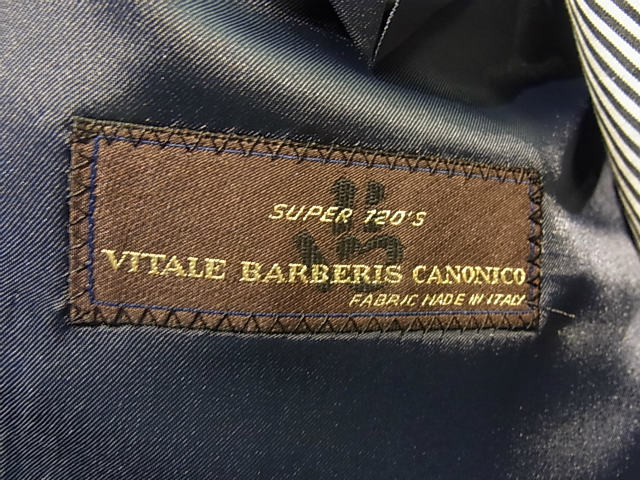 SUPER 120'S
VITALE BARBERIS CANONICO
FABRIC MADE IN ITALY